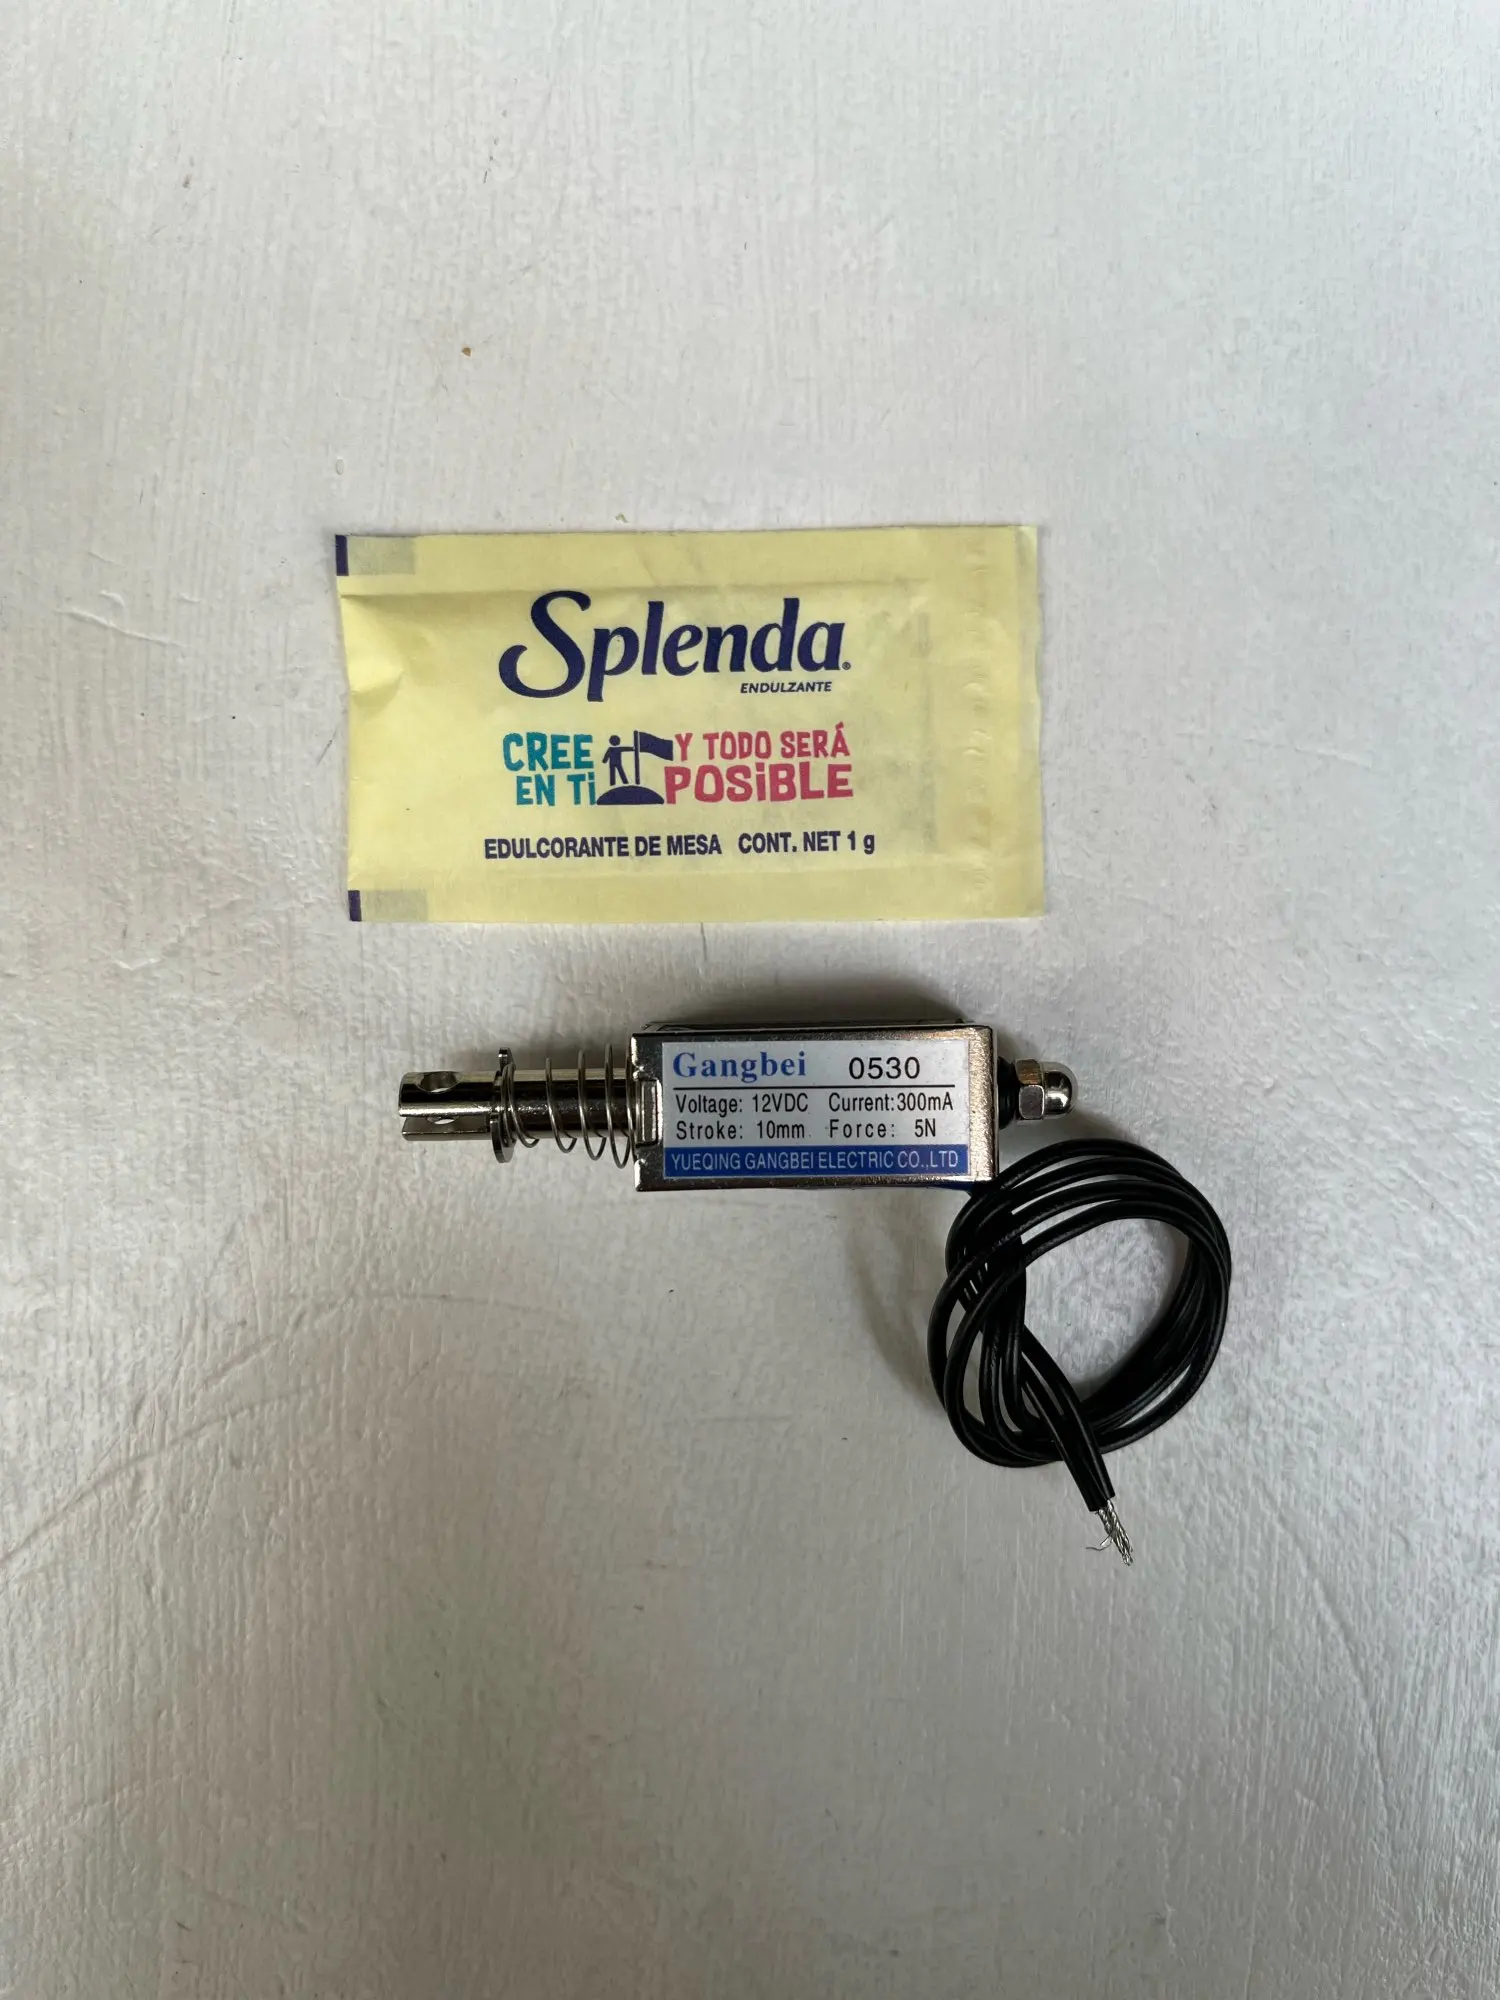 Splenda®
ENDULZANTE
CREE Y TODO SERÁ
EN Ti POSiBLE
EDULCORANTE DE MESA CONT. NET 1 g
Gangbei 0530
Voltage: 12VDC Current:300mA
Stroke: 10mm Force: 5N
YUEQING GANGBEI ELECTRIC CO.,LTD